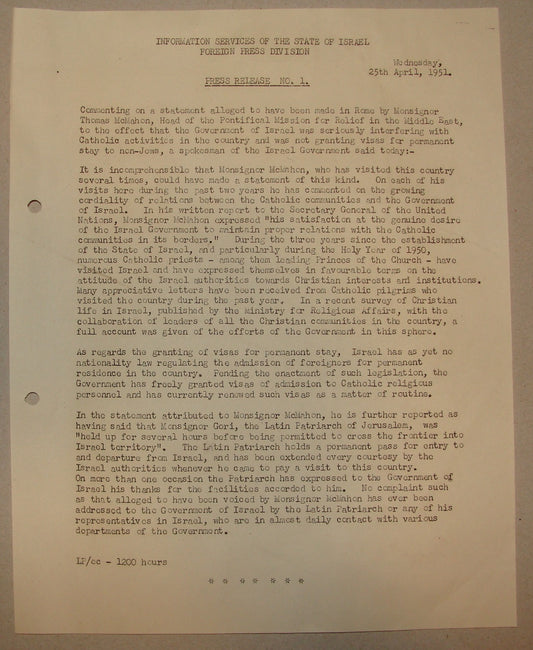 INFORMATION SERVICES OF THE STATE OF ISRAEL
FOREIGN PRESS DIVISION
Wednesday,
25th April, 1951.
PRESS RELEASE NO. 1.
Commenting on a statement alleged to have been made in Rome by Monsignor
Thomas McMahon, Head of the Pontifical Mission for Relief in the Middle East,
to the effect that the Government of Israel was seriously interfering with
Catholic activities in the country and was not granting visas for permanent
stay to non-Jews, a spokesman of the Israel Government said today:-
It is incomprehensible that Monsignor McMahon, who has visited this country
several times, could have made a statement of this kind. On each of his
visits here during the past two years he has commented on the growing
cordiality of relations between the Catholic communities and the Government
of Israel. In his written report to the Secretary General of the United
Nations, Monsignor McMahon expressed "his satisfaction at the genuine desire
of the Israel Government to maintain proper relations with the Catholic
communities in its borders." During the three years since the establishment
of the State of Israel, and particularly during the Holy Year of 1950,
numerous Catholic priests - among them leading Princes of the Church - have
visited Israel and have expressed themselves in favourable terms on the
attitude of the Israel authorities towards Christian interests and institutions.
Many appreciative letters have been received from Catholic pilgrims who
visited the country during the past year. In a recent survey of Christian
life in Israel, published by the Ministry for Religious Affairs, with the
collaboration of leaders of all the Christian communities in the country, a
full account was given of the efforts of the Government in this sphere.
As regards the granting of visas for permanent stay, Israel has as yet no
nationality law regulating the admission of foreigners for permanent
residence in the country. Pending the enactment of such legislation, the
Government has freely granted visas of admission to Catholic religious
personnel and has currently renewed such visas as a matter of routine.
In the statement attributed to Monsignor McMahon, he is further reported as
having said that Monsignor Gori, the Latin Patriarch of Jerusalem, was
"held up for several hours before being permitted to cross the frontier into
Israel territory". The Latin Patriarch holds a permanent pass for entry to
and departure from Israel, and has been extended every courtesy by the
Israel authorities whenever he came to pay a visit to this country.
On more than one occasion the Patriarch has expressed to the Government of
Israel his thanks for the facilities accorded to him. No complaint such
as that alleged to have been voiced by Monsignor McMahon has ever been
addressed to the Government of Israel by the Latin Patriarch or any of his
representatives in Israel, who are in almost daily contact with various
departments of the Government.
LP/cc - 1200 hours
* * * * * * *